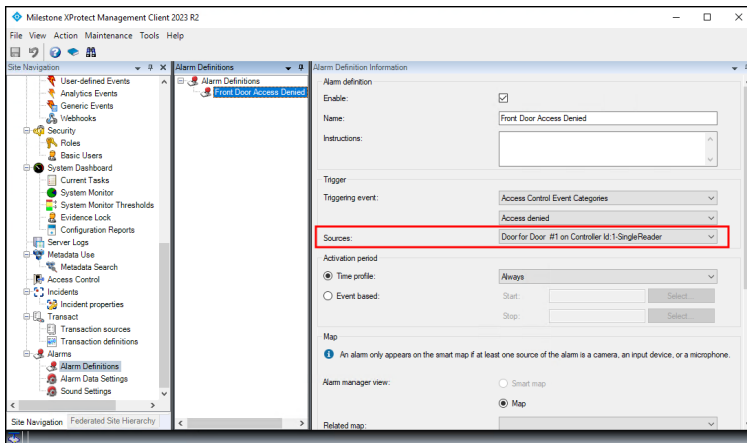 Milestone XProtect Management Client 2023 R2
File View Action Maintenance Tools Help
Site Navigation
User-defined Events
Analytics Events
Generic Events
Webhooks
Security
Roles
Basic Users
System Dashboard
Current Tasks
System Monitor
System Monitor Thresholds
Evidence Lock
Configuration Reports
Server Logs
Metadata Use
Metadata Search
Access Control
Incidents
Incident properties
Transact
Transaction sources
Transaction definitions
Alarms
Alarm Definitions
Alarm Data Settings
Sound Settings
Site Navigation Federated Site Hierarchy
Alarm Definitions
Alarm Definitions
Front Door Access Denied
Alarm Definition Information
Alarm definition
Enable:
Name: Front Door Access Denied
Instructions:
Trigger
Triggering event: Access Control Event Categories
Access denied
Sources: Door for Door #1 on Controller Id:1-SingleReader
Activation period
Time profile: Always
Event based: Start: Select...
Stop: Select...
Map
An alarm only appears on the smart map if at least one source of the alarm is a camera, an input device, or a microphone.
Alarm manager view: Smart map
Map
Related map: